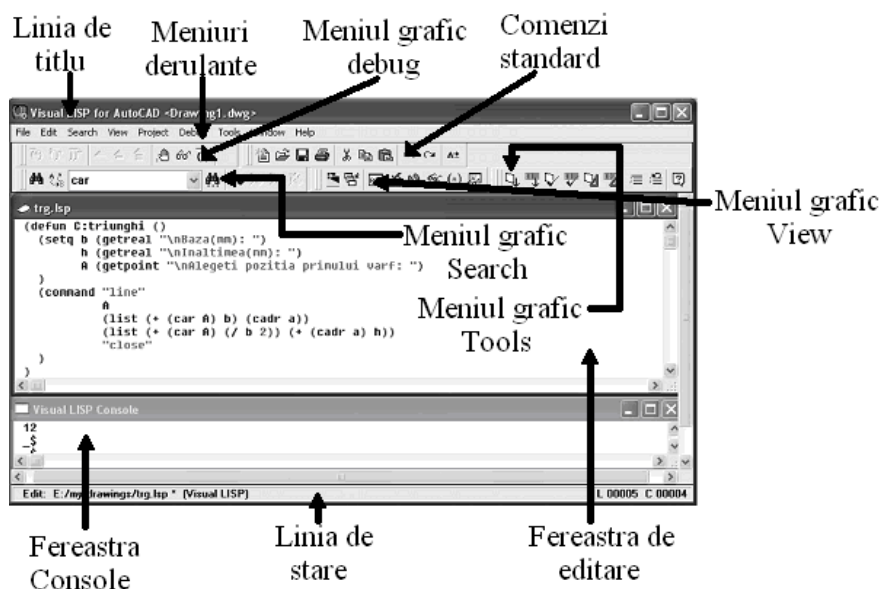 Linia de
titlu
Meniuri
derulante
Meniul grafic
debug
Comenzi
standard
Visual LISP for AutoCAD <Drawing1.dwg>
File Edit Search View Project Debug Tools Window Help
car
trg.lsp
(defun C:triunghi ()
(setq b (getreal "\nBaza(mm): ")
h (getreal "\nInaltimea(mm): ")
A (getpoint "\nAlegeti pozitia primului varf: ")
)
(command "line"
A
(list (+ (car A) b) (cadr a))
(list (+ (car A) (/ b 2)) (+ (cadr a) h))
"close"
)
)
Meniul grafic
Search
Meniul grafic
Tools
Meniul grafic
View
Visual LISP Console
12
_$
Edit: E:/my drawings/trg.lsp * (Visual LISP)
L 00005 C 00004
Fereastra
Console
Linia de
stare
Fereastra de
editare